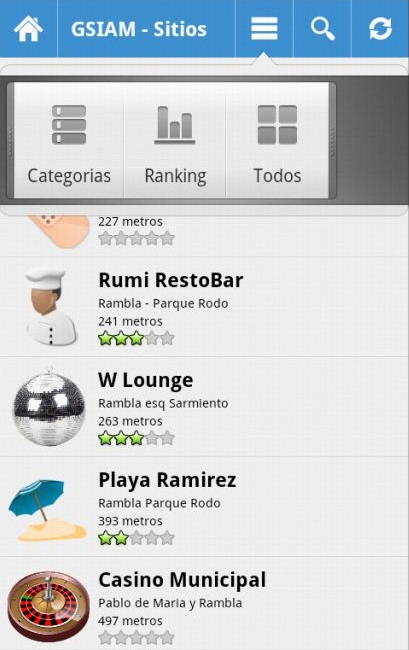 GSIAM - Sitios
Categorias
Ranking
Todos
227 metros
Rumi RestoBar
Rambla - Parque Rodo
241 metros
W Lounge
Rambla esq Sarmiento
263 metros
Playa Ramirez
Rambla Parque Rodo
393 metros
Casino Municipal
Pablo de Maria y Rambla
497 metros